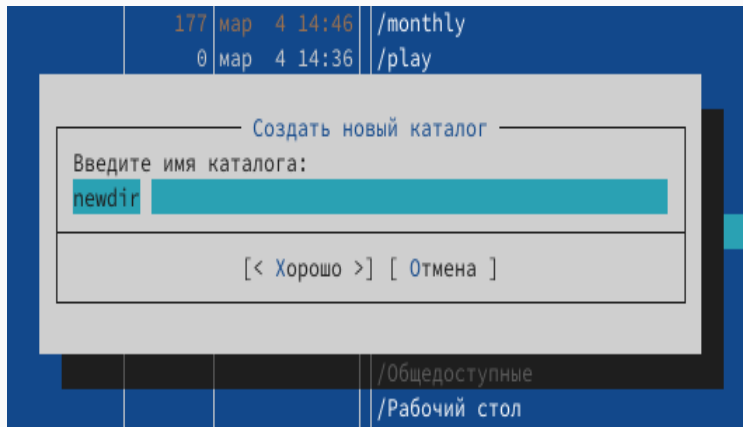 177 мар 4 14:46 /monthly
0 мар 4 14:36 /play
Создать новый каталог
Введите имя каталога:
newdir
[< Хорошо >] [ Отмена ]
/Общедоступные
/Рабочий стол